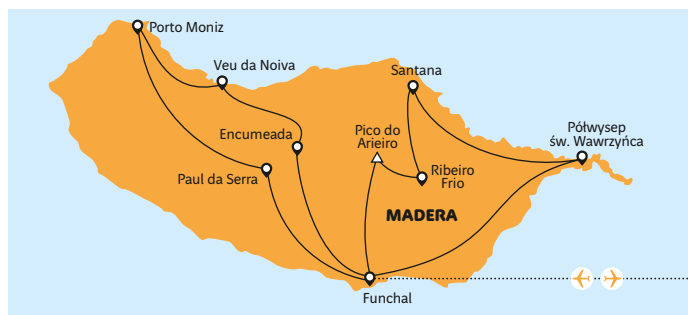 Porto Moniz
Veu da Noiva
Santana
Encumeada
Pico do
Arieiro
Półwysep
św. Wawrzyńca
Paul da Serra
Ribeiro
Frio
MADERA
Funchal